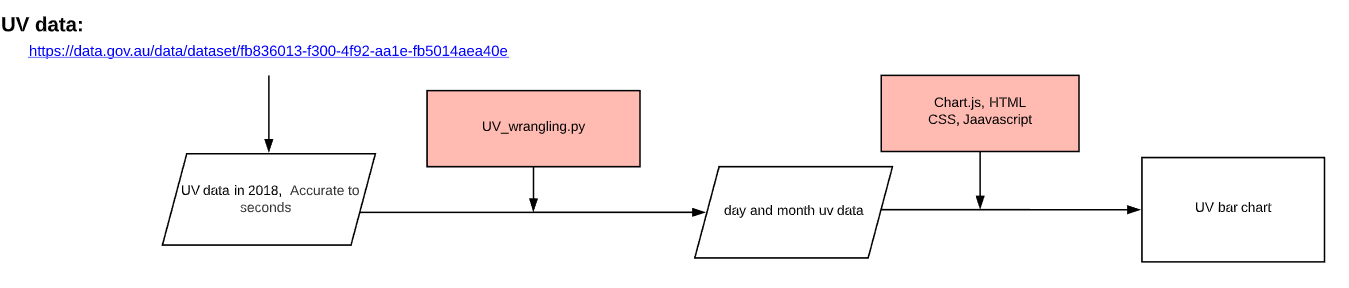 UV data:
https://data.gov.au/data/dataset/fb836013-f300-4f92-aa1e-fb5014aea40e
UV_wrangling.py
Chart.js, HTML
CSS, Jaavascript
UV data in 2018, Accurate to
seconds
day and month uv data
UV bar chart